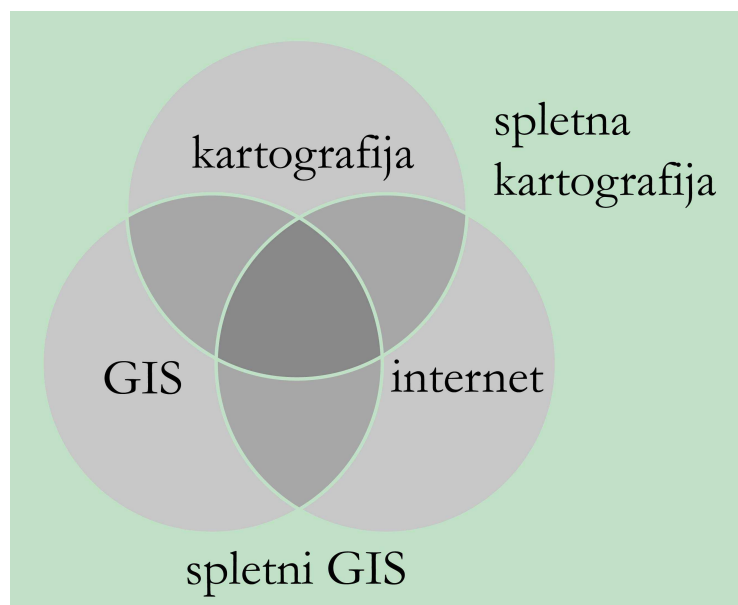 spletna
kartografija
kartografija
GIS
internet
spletni GIS